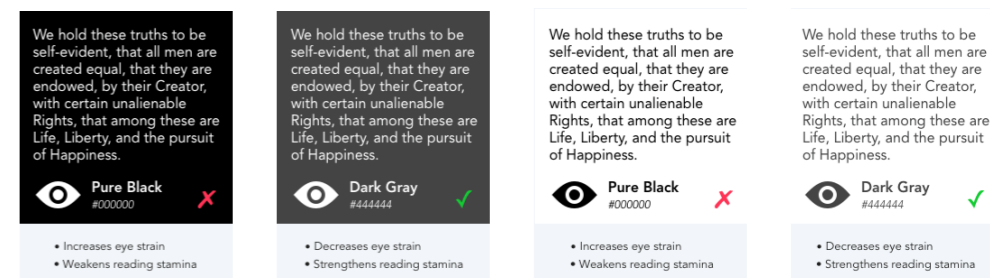 We hold these truths to be
self-evident, that all men are
created equal, that they are
endowed, by their Creator,
with certain unalienable
Rights, that among these are
Life, Liberty, and the pursuit
of Happiness.
Pure Black
#000000
✗
• Increases eye strain
• Weakens reading stamina
We hold these truths to be
self-evident, that all men are
created equal, that they are
endowed, by their Creator,
with certain unalienable
Rights, that among these are
Life, Liberty, and the pursuit
of Happiness.
Dark Gray
#444444
✓
• Decreases eye strain
• Strengthens reading stamina
We hold these truths to be
self-evident, that all men are
created equal, that they are
endowed, by their Creator,
with certain unalienable
Rights, that among these are
Life, Liberty, and the pursuit
of Happiness.
Pure Black
#000000
✗
• Increases eye strain
• Weakens reading stamina
We hold these truths to be
self-evident, that all men are
created equal, that they are
endowed, by their Creator,
with certain unalienable
Rights, that among these are
Life, Liberty, and the pursuit
of Happiness.
Dark Gray
#444444
✓
• Decreases eye strain
• Strengthens reading stamina